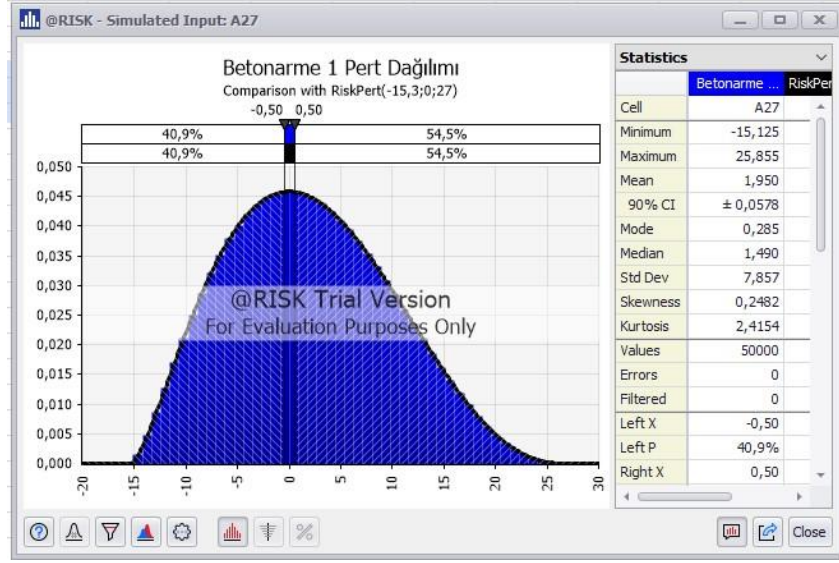 @RISK - Simulated Input: A27
Betonarme 1 Pert Dağılımı
Comparison with RiskPert(-15,3;0;27)
-0,50 0,50
40,9% 54,5%
40,9% 54,5%
0,050
0,045
0,040
0,035
0,030
0,025
0,020
0,015
0,010
0,005
0,000
-20 -15 -10 -5 0 5 10 15 20 25 30
@RISK Trial Version
For Evaluation Purposes Only
Statistics
Betonarme ... RiskPer
Cell A27
Minimum -15,125
Maximum 25,855
Mean 1,950
90% CI ± 0,0578
Mode 0,285
Median 1,490
Std Dev 7,857
Skewness 0,2482
Kurtosis 2,4154
Values 50000
Errors 0
Filtered 0
Left X -0,50
Left P 40,9%
Right X 0,50
Close